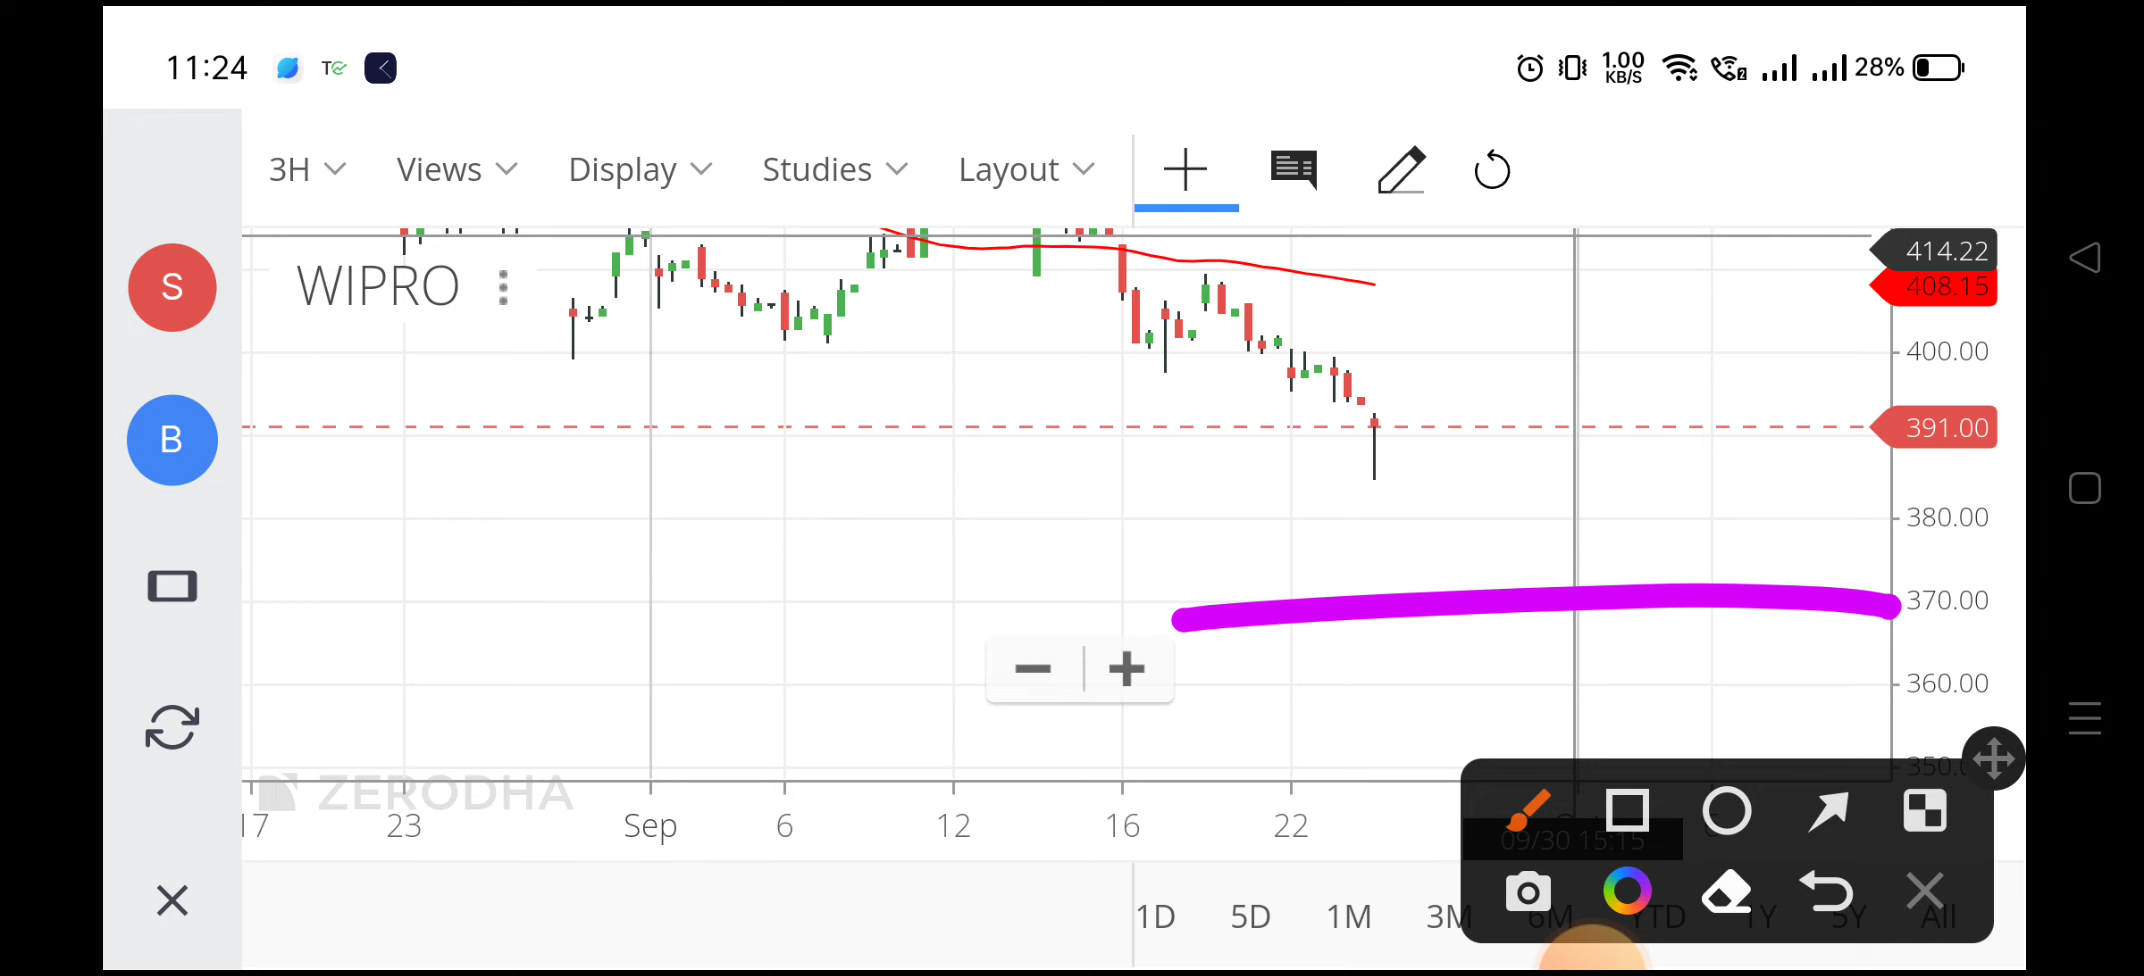 11:24
1.00 KB/S
28%
3H Views Display Studies Layout
WIPRO
S
B
414.22
408.15
400.00
391.00
380.00
370.00
360.00
350.
ZERODHA
17 23 Sep 6 12 16 22
09/30 15:15
1D 5D 1M 3M 6M YTD 1Y 5Y All